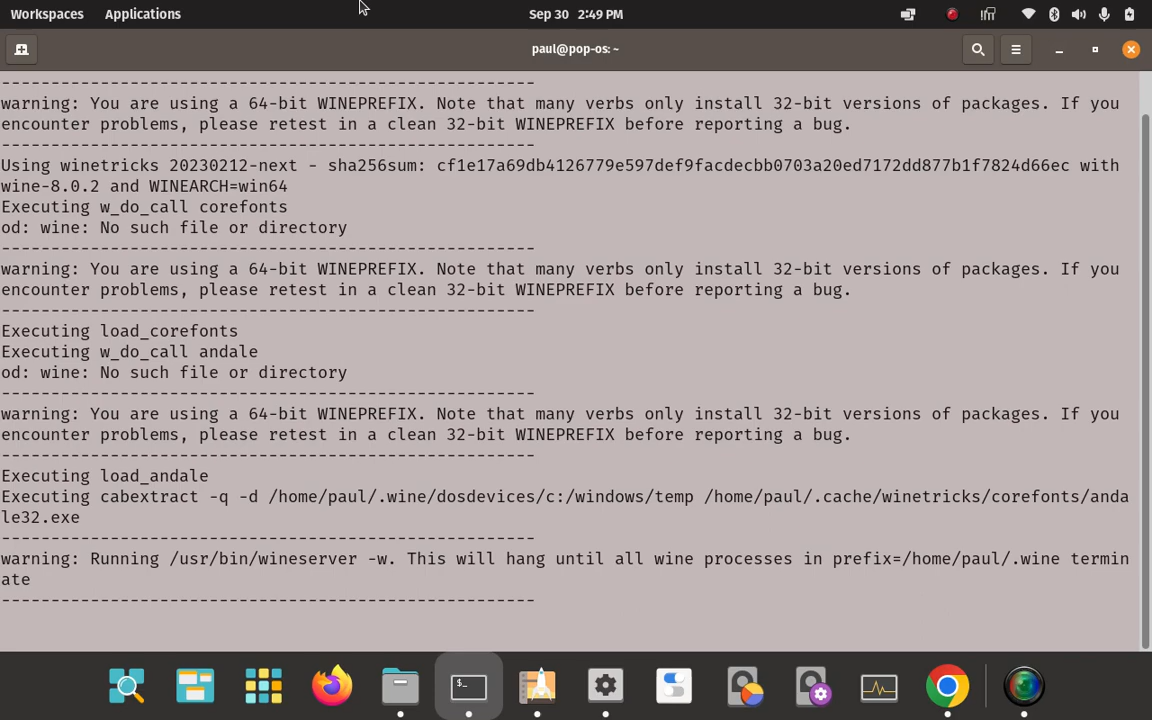 Workspaces Applications Sep 30 2:49 PM
paul@pop-os: ~
------------------------------------------------------
warning: You are using a 64-bit WINEPREFIX. Note that many verbs only install 32-bit versions of packages. If you
encounter problems, please retest in a clean 32-bit WINEPREFIX before reporting a bug.
------------------------------------------------------
Using winetricks 20230212-next - sha256sum: cf1e17a69db4126779e597def9facdecbb0703a20ed7172dd877b1f7824d66ec with
wine-8.0.2 and WINEARCH=win64
Executing w_do_call corefonts
od: wine: No such file or directory
------------------------------------------------------
warning: You are using a 64-bit WINEPREFIX. Note that many verbs only install 32-bit versions of packages. If you
encounter problems, please retest in a clean 32-bit WINEPREFIX before reporting a bug.
------------------------------------------------------
Executing load_corefonts
Executing w_do_call andale
od: wine: No such file or directory
------------------------------------------------------
warning: You are using a 64-bit WINEPREFIX. Note that many verbs only install 32-bit versions of packages. If you
encounter problems, please retest in a clean 32-bit WINEPREFIX before reporting a bug.
------------------------------------------------------
Executing load_andale
Executing cabextract -q -d /home/paul/.wine/dosdevices/c:/windows/temp /home/paul/.cache/winetricks/corefonts/anda
le32.exe
------------------------------------------------------
warning: Running /usr/bin/wineserver -w. This will hang until all wine processes in prefix=/home/paul/.wine termin
ate
------------------------------------------------------